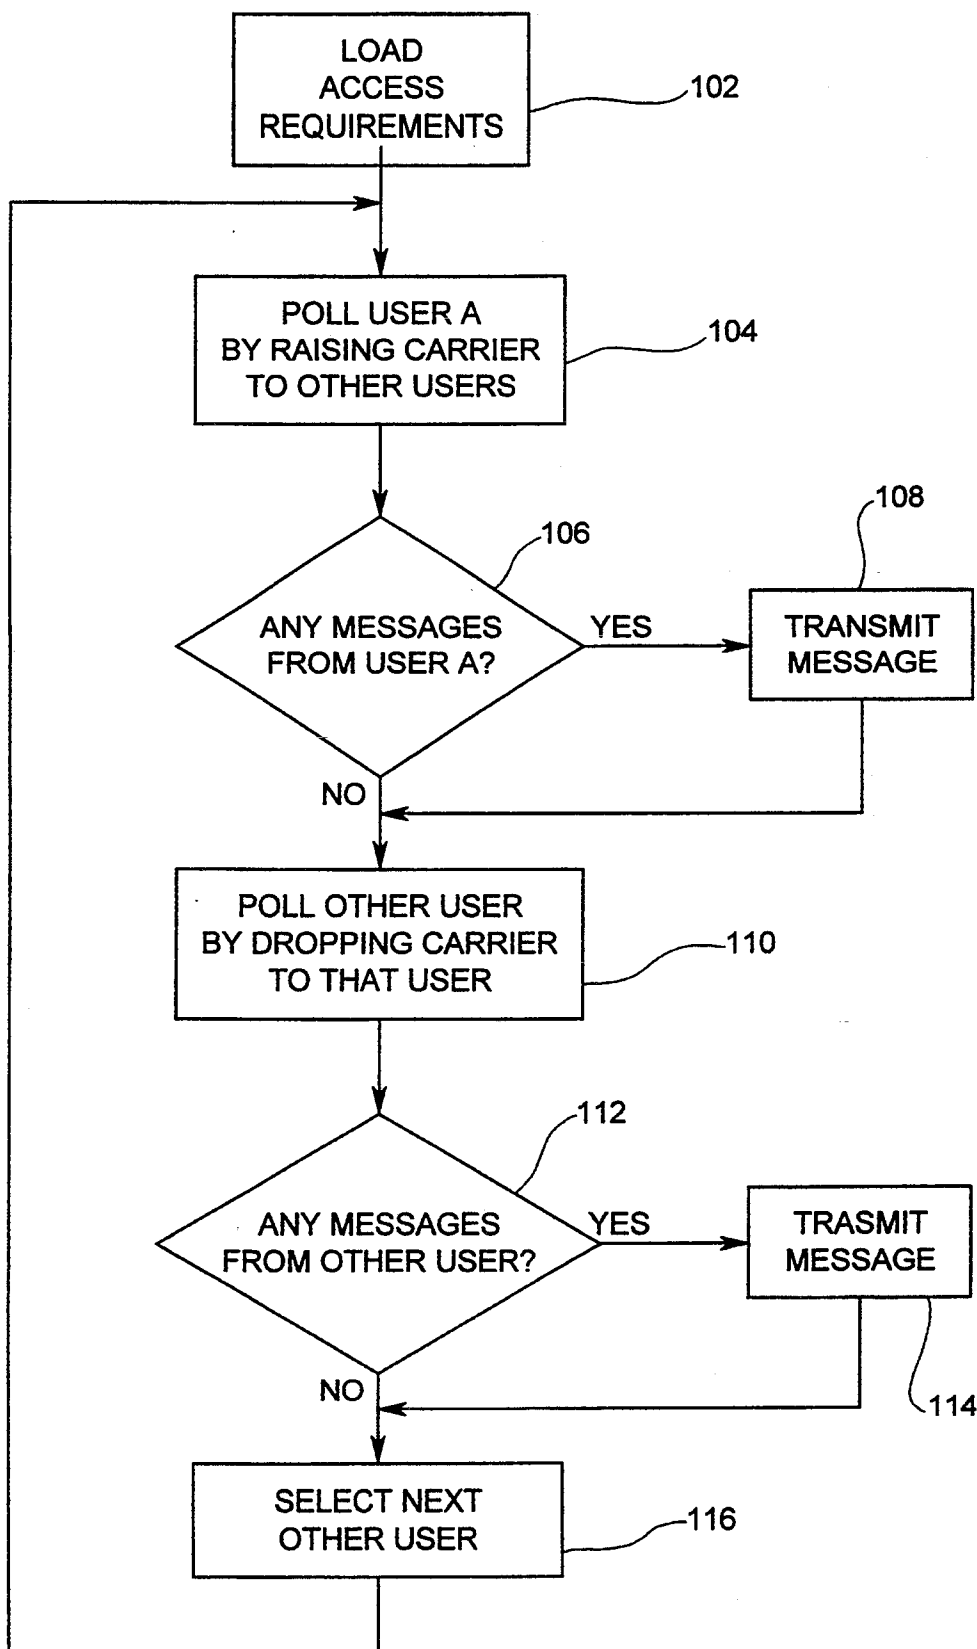 LOAD
ACCESS
REQUIREMENTS
102
POLL USER A
BY RAISING CARRIER
TO OTHER USERS
104
106
108
ANY MESSAGES
FROM USER A?
YES
TRANSMIT
MESSAGE
NO
POLL OTHER USER
BY DROPPING CARRIER
TO THAT USER
110
112
ANY MESSAGES
FROM OTHER USER?
YES
TRASMIT
MESSAGE
NO
114
SELECT NEXT
OTHER USER
116